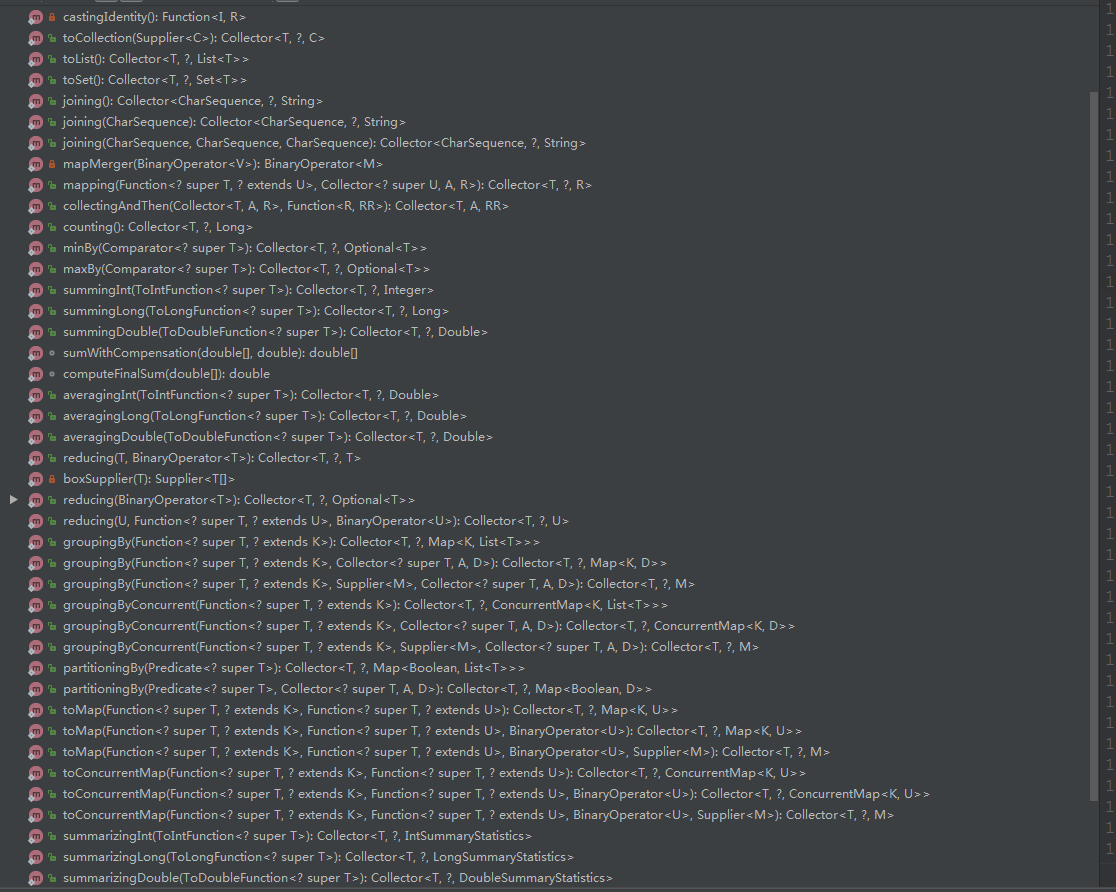 castingIdentity(): Function<I, R>
toCollection(Supplier<C>): Collector<T, ?, C>
toList(): Collector<T, ?, List<T>>
toSet(): Collector<T, ?, Set<T>>
joining(): Collector<CharSequence, ?, String>
joining(CharSequence): Collector<CharSequence, ?, String>
joining(CharSequence, CharSequence, CharSequence): Collector<CharSequence, ?, String>
mapMerger(BinaryOperator<V>): BinaryOperator<M>
mapping(Function<? super T, ? extends U>, Collector<? super U, A, R>): Collector<T, ?, R>
collectingAndThen(Collector<T, A, R>, Function<R, RR>): Collector<T, A, RR>
counting(): Collector<T, ?, Long>
minBy(Comparator<? super T>): Collector<T, ?, Optional<T>>
maxBy(Comparator<? super T>): Collector<T, ?, Optional<T>>
summingInt(ToIntFunction<? super T>): Collector<T, ?, Integer>
summingLong(ToLongFunction<? super T>): Collector<T, ?, Long>
summingDouble(ToDoubleFunction<? super T>): Collector<T, ?, Double>
sumWithCompensation(double[], double): double[]
computeFinalSum(double[]): double
averagingInt(ToIntFunction<? super T>): Collector<T, ?, Double>
averagingLong(ToLongFunction<? super T>): Collector<T, ?, Double>
averagingDouble(ToDoubleFunction<? super T>): Collector<T, ?, Double>
reducing(T, BinaryOperator<T>): Collector<T, ?, T>
boxSupplier(T): Supplier<T[]>
reducing(BinaryOperator<T>): Collector<T, ?, Optional<T>>
reducing(U, Function<? super T, ? extends U>, BinaryOperator<U>): Collector<T, ?, U>
groupingBy(Function<? super T, ? extends K>): Collector<T, ?, Map<K, List<T>>>
groupingBy(Function<? super T, ? extends K>, Collector<? super T, A, D>): Collector<T, ?, Map<K, D>>
groupingBy(Function<? super T, ? extends K>, Supplier<M>, Collector<? super T, A, D>): Collector<T, ?, M>
groupingByConcurrent(Function<? super T, ? extends K>): Collector<T, ?, ConcurrentMap<K, List<T>>>
groupingByConcurrent(Function<? super T, ? extends K>, Collector<? super T, A, D>): Collector<T, ?, ConcurrentMap<K, D>>
groupingByConcurrent(Function<? super T, ? extends K>, Supplier<M>, Collector<? super T, A, D>): Collector<T, ?, M>
partitioningBy(Predicate<? super T>): Collector<T, ?, Map<Boolean, List<T>>>
partitioningBy(Predicate<? super T>, Collector<? super T, A, D>): Collector<T, ?, Map<Boolean, D>>
toMap(Function<? super T, ? extends K>, Function<? super T, ? extends U>): Collector<T, ?, Map<K, U>>
toMap(Function<? super T, ? extends K>, Function<? super T, ? extends U>, BinaryOperator<U>): Collector<T, ?, Map<K, U>>
toMap(Function<? super T, ? extends K>, Function<? super T, ? extends U>, BinaryOperator<U>, Supplier<M>): Collector<T, ?, M>
toConcurrentMap(Function<? super T, ? extends K>, Function<? super T, ? extends U>): Collector<T, ?, ConcurrentMap<K, U>>
toConcurrentMap(Function<? super T, ? extends K>, Function<? super T, ? extends U>, BinaryOperator<U>): Collector<T, ?, ConcurrentMap<K, U>>
toConcurrentMap(Function<? super T, ? extends K>, Function<? super T, ? extends U>, BinaryOperator<U>, Supplier<M>): Collector<T, ?, M>
summarizingInt(ToIntFunction<? super T>): Collector<T, ?, IntSummaryStatistics>
summarizingLong(ToLongFunction<? super T>): Collector<T, ?, LongSummaryStatistics>
summarizingDouble(ToDoubleFunction<? super T>): Collector<T, ?, DoubleSummaryStatistics>